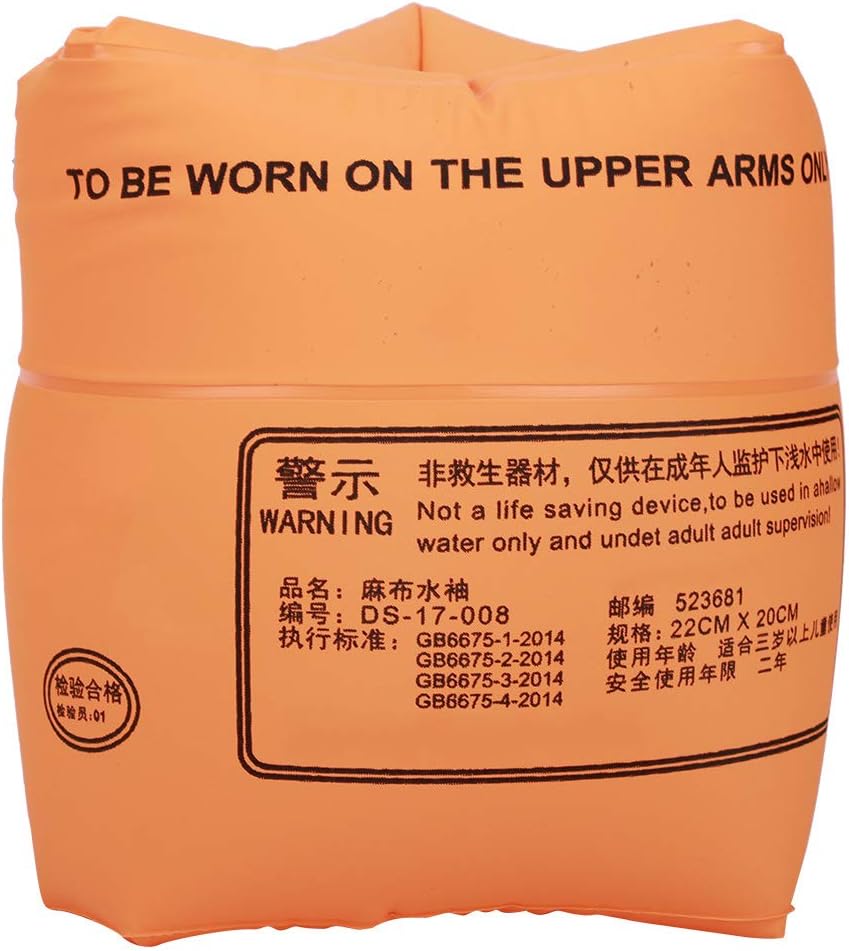 TO BE WORN ON THE UPPER ARMS
警示
WARNING
非救生器材，仅供在成年人监护下浅水中使用
Not a life saving device,to be used in ahallow
water only and undet adult adult supervision!
品名：麻布水袖
编号：DS-17-008
执行标准：GB6675-1-2014
GB6675-2-2014
GB6675-3-2014
GB6675-4-2014
邮编 523681
规格：22CM X 20CM
使用年龄 适合三岁以上儿童使用
安全使用年限 二年
检验合格
检验员:01